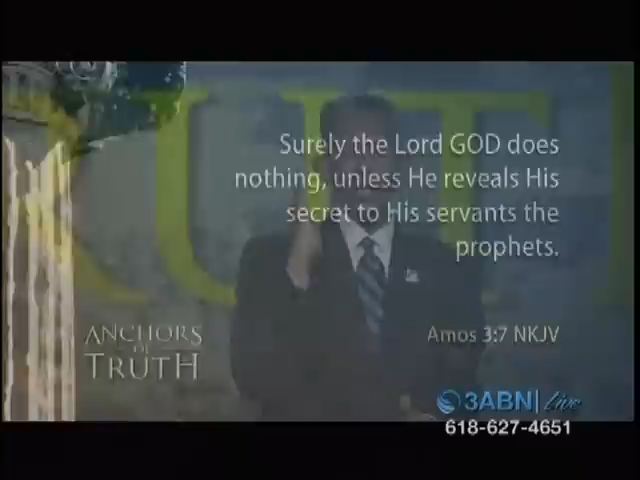 Surely the Lord GOD does
nothing, unless He reveals His
secret to His servants the
prophets.
Amos 3:7 NKJV
ANCHORS
OF
TRUTH
3ABN Live
618-627-4651